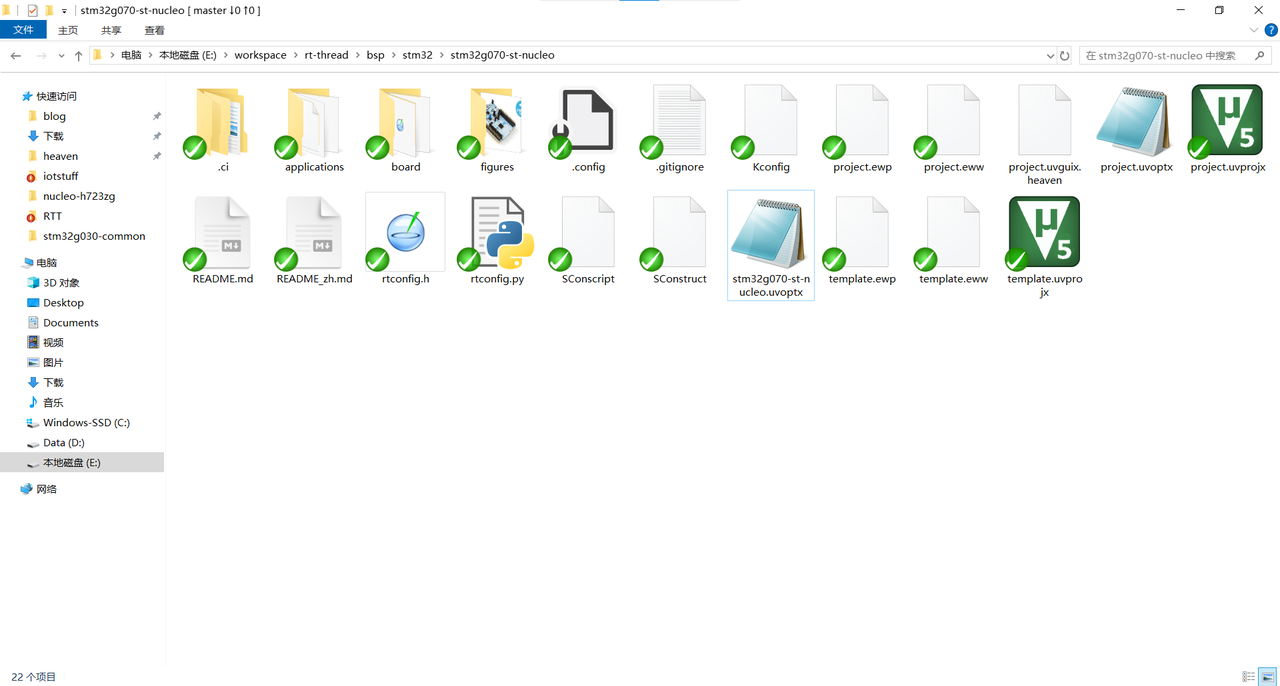 stm32g070-st-nucleo [ master ↓0 ↑0 ]
文件 主页 共享 查看
电脑 › 本地磁盘 (E:) › workspace › rt-thread › bsp › stm32 › stm32g070-st-nucleo
在 stm32g070-st-nucleo 中搜索
快速访问
blog
下载
heaven
iotstuff
nucleo-h723zg
RTT
stm32g030-common
电脑
3D 对象
Desktop
Documents
视频
图片
下载
音乐
Windows-SSD (C:)
Data (D:)
本地磁盘 (E:)
网络
.ci
applications
board
figures
.config
.gitignore
Kconfig
project.ewp
project.eww
project.uvguix.
heaven
project.uvoptx
μ
5
project.uvprojx
M↓
README.md
M↓
README_zh.md
rtconfig.h
rtconfig.py
SConscript
SConstruct
stm32g070-st-n
ucleo.uvoptx
template.ewp
template.eww
μ
5
template.uvpro
jx
22 个项目